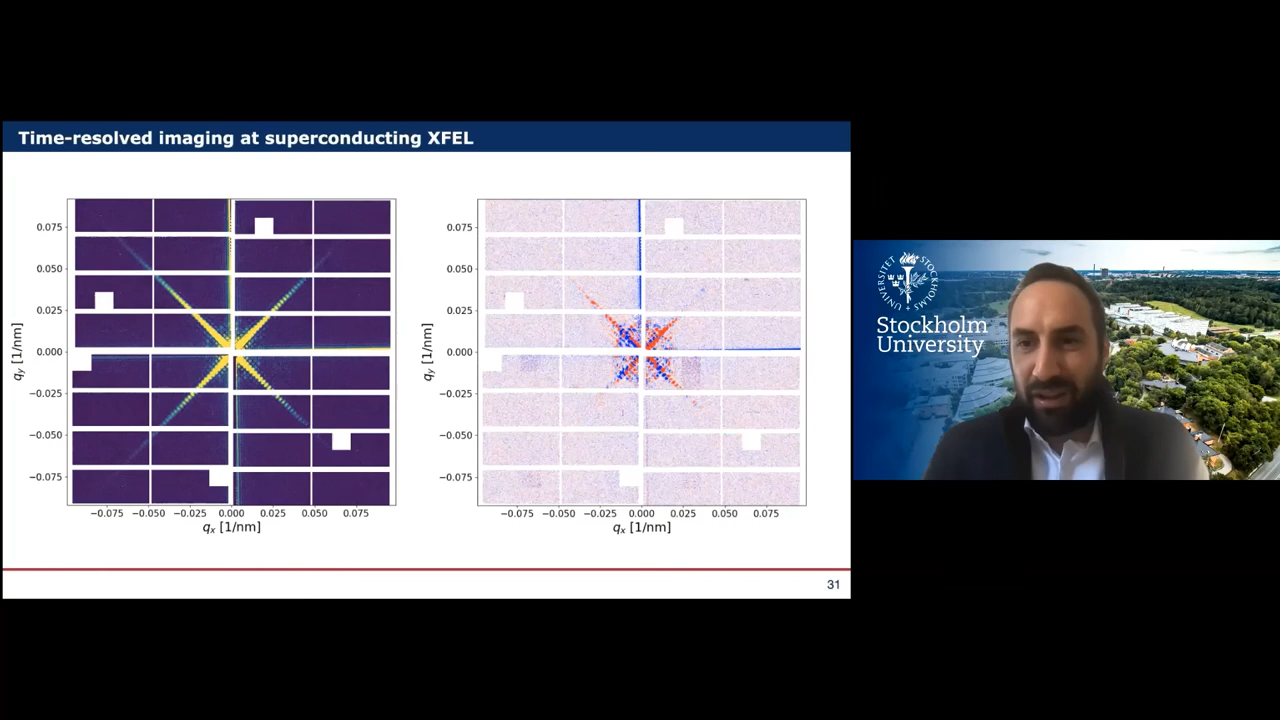 Time-resolved imaging at superconducting XFEL
0.075
0.050
0.025
0.000
−0.025
−0.050
−0.075
qy [1/nm]
−0.075 −0.050 −0.025 0.000 0.025 0.050 0.075
qx [1/nm]
0.075
0.050
0.025
0.000
−0.025
−0.050
−0.075
qy [1/nm]
−0.075 −0.050 −0.025 0.000 0.025 0.050 0.075
qx [1/nm]
31
STOCKHOLMS UNIVERSITET
Stockholm
University